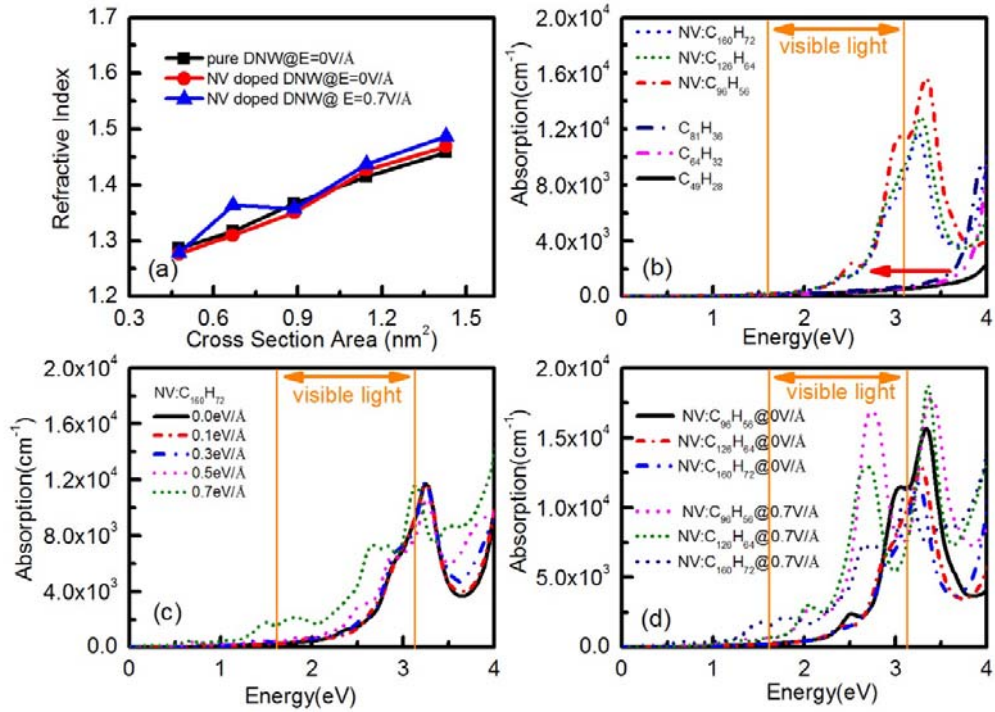 1.7
1.6
1.5
1.4
1.3
1.2
Refractive Index
pure DNW@E=0V/Å
NV doped DNW@E=0V/Å
NV doped DNW@ E=0.7V/Å
(a)
0.3 0.6 0.9 1.2 1.5
Cross Section Area (nm²)
2.0x10⁴
1.6x10⁴
1.2x10⁴
8.0x10³
4.0x10³
0.0
Absorption(cm⁻¹)
NV:C₁₆₀H₇₂
NV:C₁₂₆H₆₄
NV:C₉₆H₅₆
C₈₁H₃₆
C₆₄H₃₂
C₄₉H₂₈
visible light
(b)
0 1 2 3 4
Energy(eV)
2.0x10⁴
1.6x10⁴
1.2x10⁴
8.0x10³
4.0x10³
0.0
Absorption(cm⁻¹)
NV:C₁₆₀H₇₂
0.0eV/Å
0.1eV/Å
0.3eV/Å
0.5eV/Å
0.7eV/Å
visible light
(c)
0 1 2 3 4
Energy(eV)
2.0x10⁴
1.5x10⁴
1.0x10⁴
5.0x10³
0.0
Absorption(cm⁻¹)
visible light
NV:C₉₆H₅₆@0V/Å
NV:C₁₂₆H₆₄@0V/Å
NV:C₁₆₀H₇₂@0V/Å
NV:C₉₆H₅₆@0.7V/Å
NV:C₁₂₆H₆₄@0.7V/Å
NV:C₁₆₀H₇₂@0.7V/Å
(d)
0 1 2 3 4
Energy(eV)